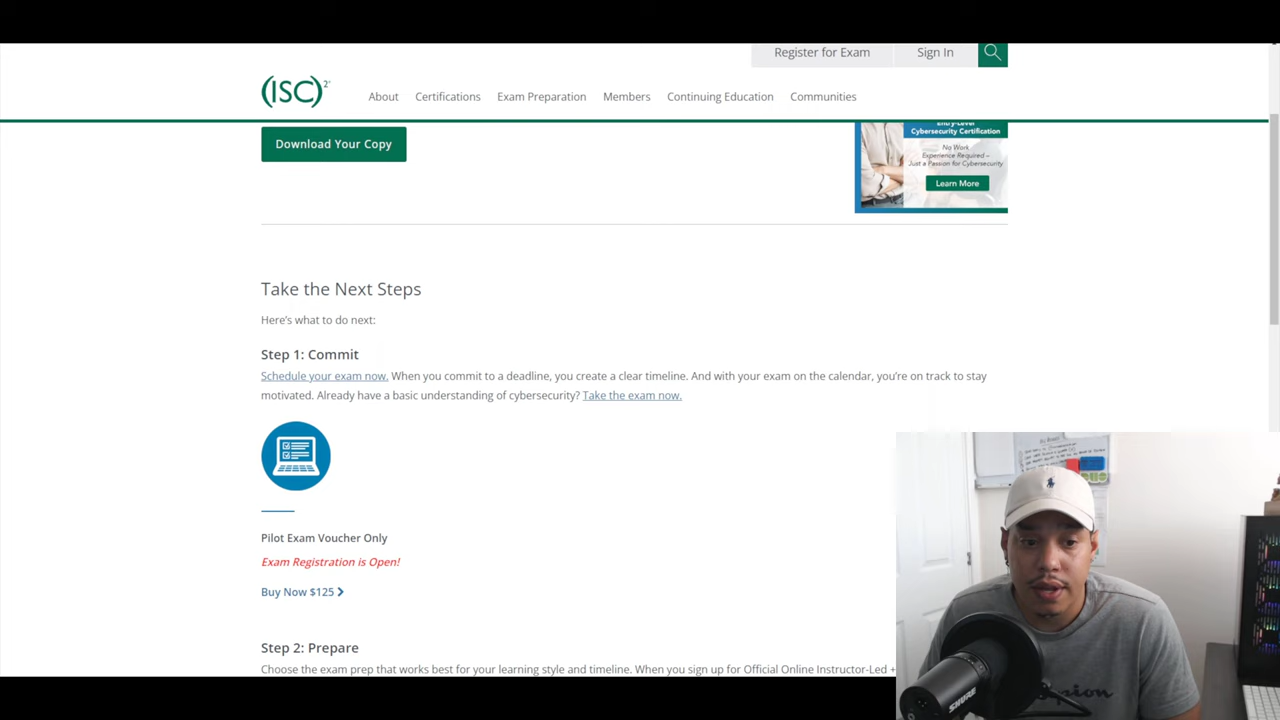 Register for Exam
Sign In
(ISC)²
About
Certifications
Exam Preparation
Members
Continuing Education
Communities
Download Your Copy
Entry-Level
Cybersecurity Certification
No Work
Experience Required –
Just a Passion for Cybersecurity
Learn More
Take the Next Steps
Here's what to do next:
Step 1: Commit
Schedule your exam now. When you commit to a deadline, you create a clear timeline. And with your exam on the calendar, you're on track to stay
motivated. Already have a basic understanding of cybersecurity? Take the exam now.
Pilot Exam Voucher Only
Exam Registration is Open!
Buy Now $125
Step 2: Prepare
Choose the exam prep that works best for your learning style and timeline. When you sign up for Official Online Instructor-Led +
SHURE